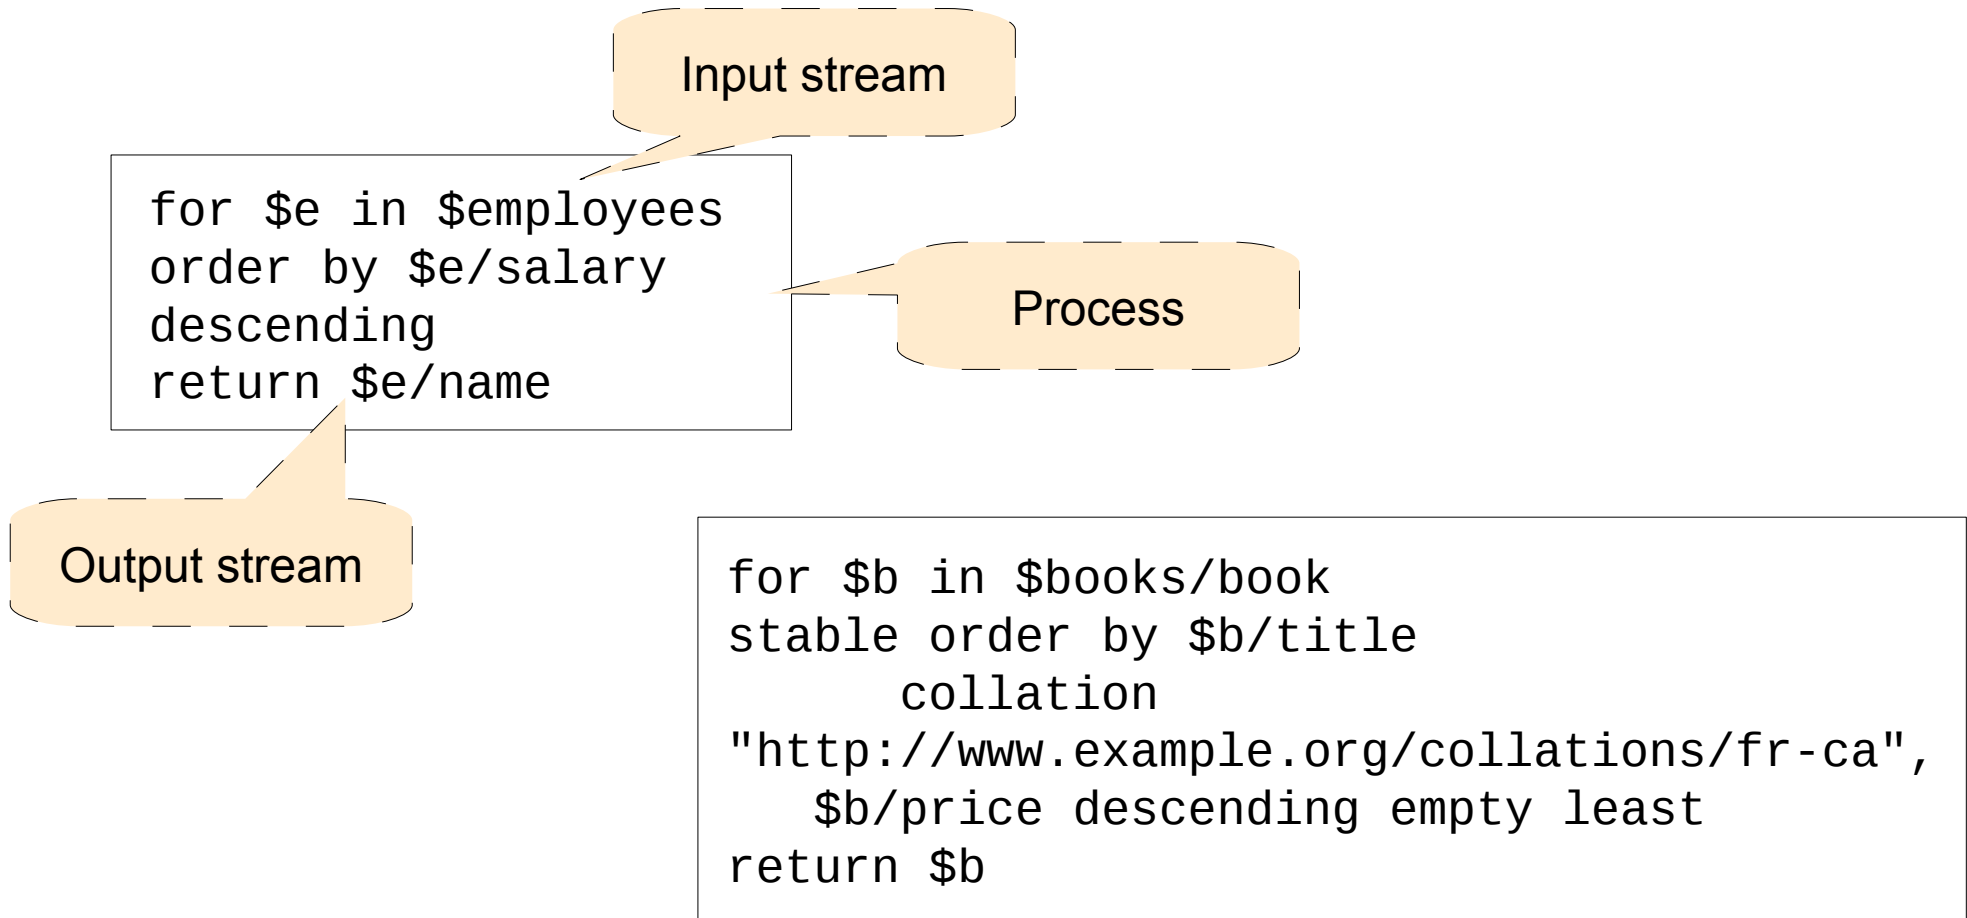 Input stream
for $e in $employees
order by $e/salary
descending
return $e/name
Process
Output stream
for $b in $books/book
stable order by $b/title
      collation
"http://www.example.org/collations/fr-ca",
   $b/price descending empty least
return $b